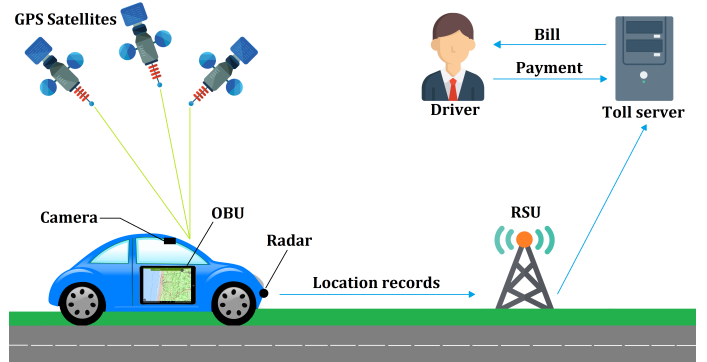 GPS Satellites
Bill
Payment
Driver
Toll server
Camera
OBU
Radar
RSU
Location records